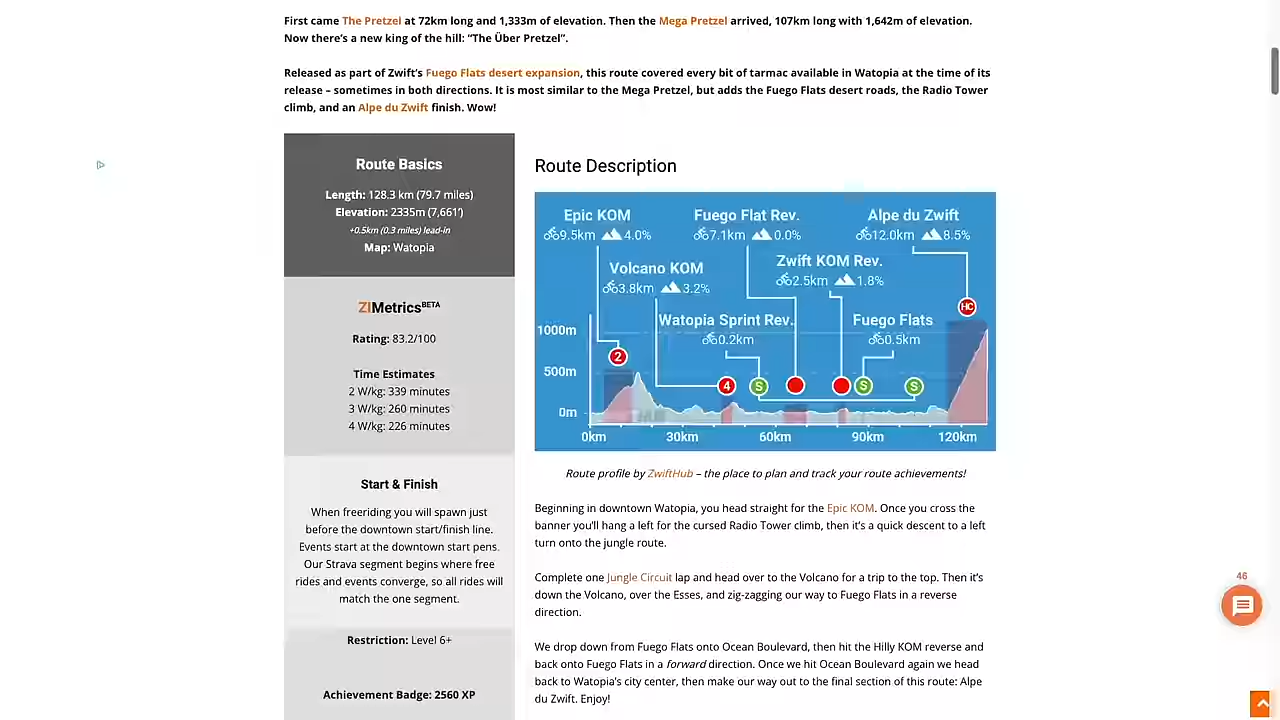 First came The Pretzel at 72km long and 1,333m of elevation. Then the Mega Pretzel arrived, 107km long with 1,642m of elevation.
Now there's a new king of the hill: “The Über Pretzel”.
Released as part of Zwift's Fuego Flats desert expansion, this route covered every bit of tarmac available in Watopia at the time of its
release – sometimes in both directions. It is most similar to the Mega Pretzel, but adds the Fuego Flats desert roads, the Radio Tower
climb, and an Alpe du Zwift finish. Wow!
Route Basics
Length: 128.3 km (79.7 miles)
Elevation: 2335m (7,661')
+0.5km (0.3 miles) lead-in
Map: Watopia
ZIMetricsBETA
Rating: 83.2/100
Time Estimates
2 W/kg: 339 minutes
3 W/kg: 260 minutes
4 W/kg: 226 minutes
Start & Finish
When freeriding you will spawn just
before the downtown start/finish line.
Events start at the downtown start pens.
Our Strava segment begins where free
rides and events converge, so all rides will
match the one segment.
Restriction: Level 6+
Achievement Badge: 2560 XP
Route Description
Epic KOM
9.5km 4.0%
Fuego Flat Rev.
7.1km 0.0%
Alpe du Zwift
12.0km 8.5%
Volcano KOM
3.8km 3.2%
Zwift KOM Rev.
2.5km 1.8%
Watopia Sprint Rev.
0.2km
Fuego Flats
0.5km
HC
1000m
2
500m
4 S S S
0m
0km 30km 60km 90km 120km
Route profile by ZwiftHub – the place to plan and track your route achievements!
Beginning in downtown Watopia, you head straight for the Epic KOM. Once you cross the
banner you'll hang a left for the cursed Radio Tower climb, then it's a quick descent to a left
turn onto the jungle route.
Complete one Jungle Circuit lap and head over to the Volcano for a trip to the top. Then it's
down the Volcano, over the Esses, and zig-zagging our way to Fuego Flats in a reverse
direction.
We drop down from Fuego Flats onto Ocean Boulevard, then hit the Hilly KOM reverse and
back onto Fuego Flats in a forward direction. Once we hit Ocean Boulevard again we head
back to Watopia's city center, then make our way out to the final section of this route: Alpe
du Zwift. Enjoy!
46